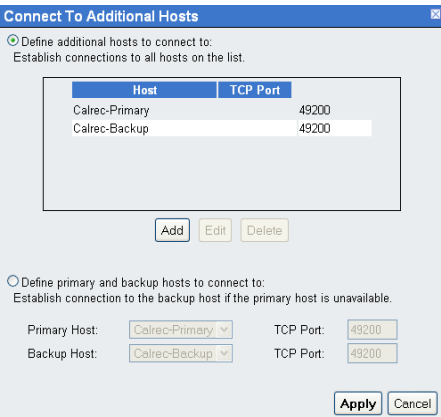 Connect To Additional Hosts
Define additional hosts to connect to:
Establish connections to all hosts on the list.
Host TCP Port
Calrec-Primary 49200
Calrec-Backup 49200
Add Edit Delete
Define primary and backup hosts to connect to:
Establish connection to the backup host if the primary host is unavailable.
Primary Host: Calrec-Primary TCP Port: 49200
Backup Host: Calrec-Backup TCP Port: 49200
Apply Cancel